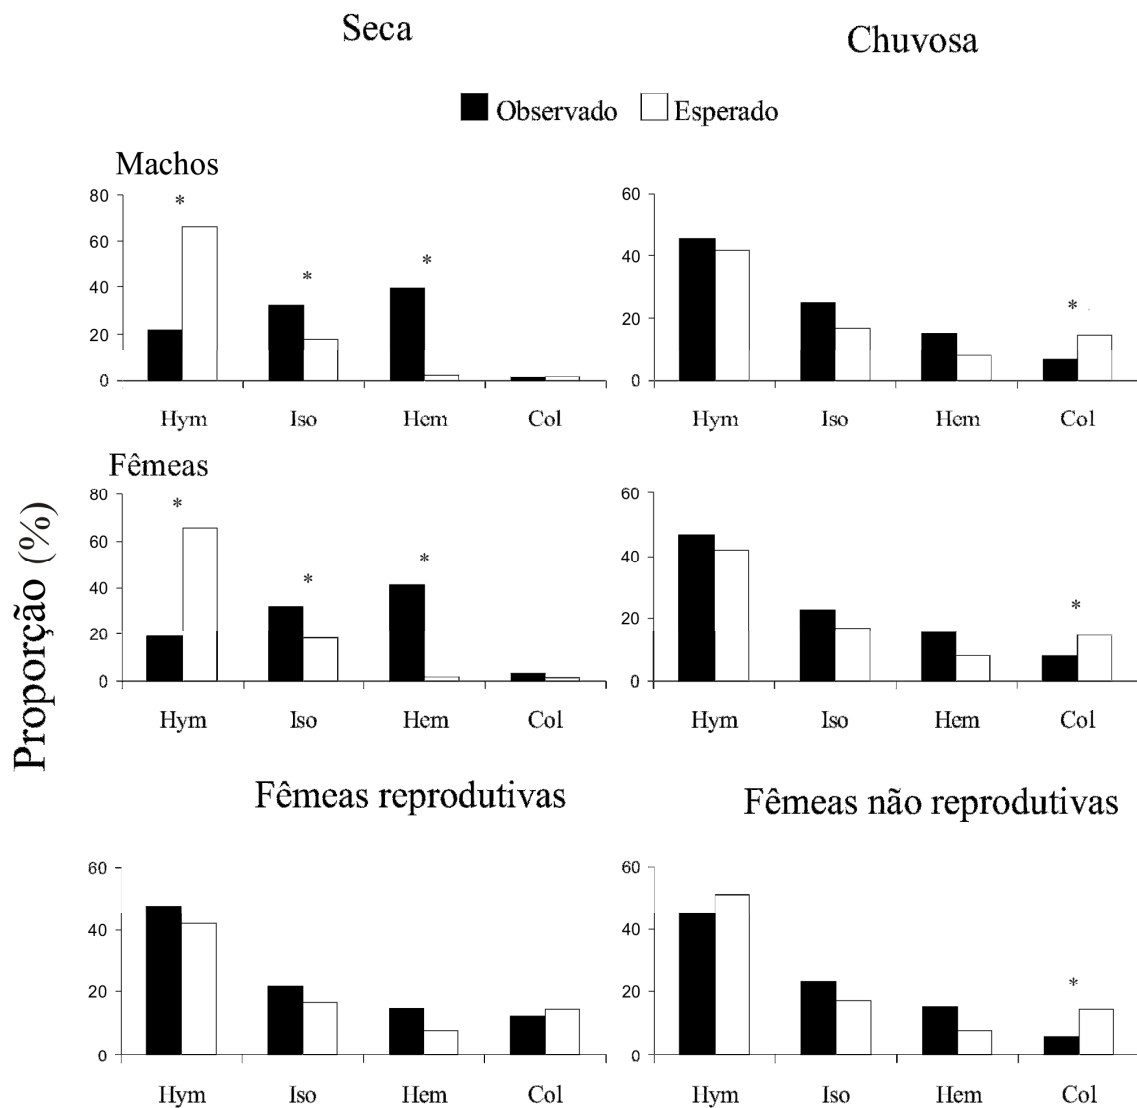 Seca
Chuvosa
Observado Esperado
Machos
80
60
40
20
0
*
*
*
Hym Iso Hem Col
60
40
20
0
*
Hym Iso Hem Col
Fêmeas
80
60
40
20
0
*
*
*
Hym Iso Hem Col
60
40
20
0
*
Hym Iso Hem Col
Proporção (%)
Fêmeas reprodutivas
60
40
20
0
Hym Iso Hem Col
Fêmeas não reprodutivas
60
40
20
0
*
Hym Iso Hem Col